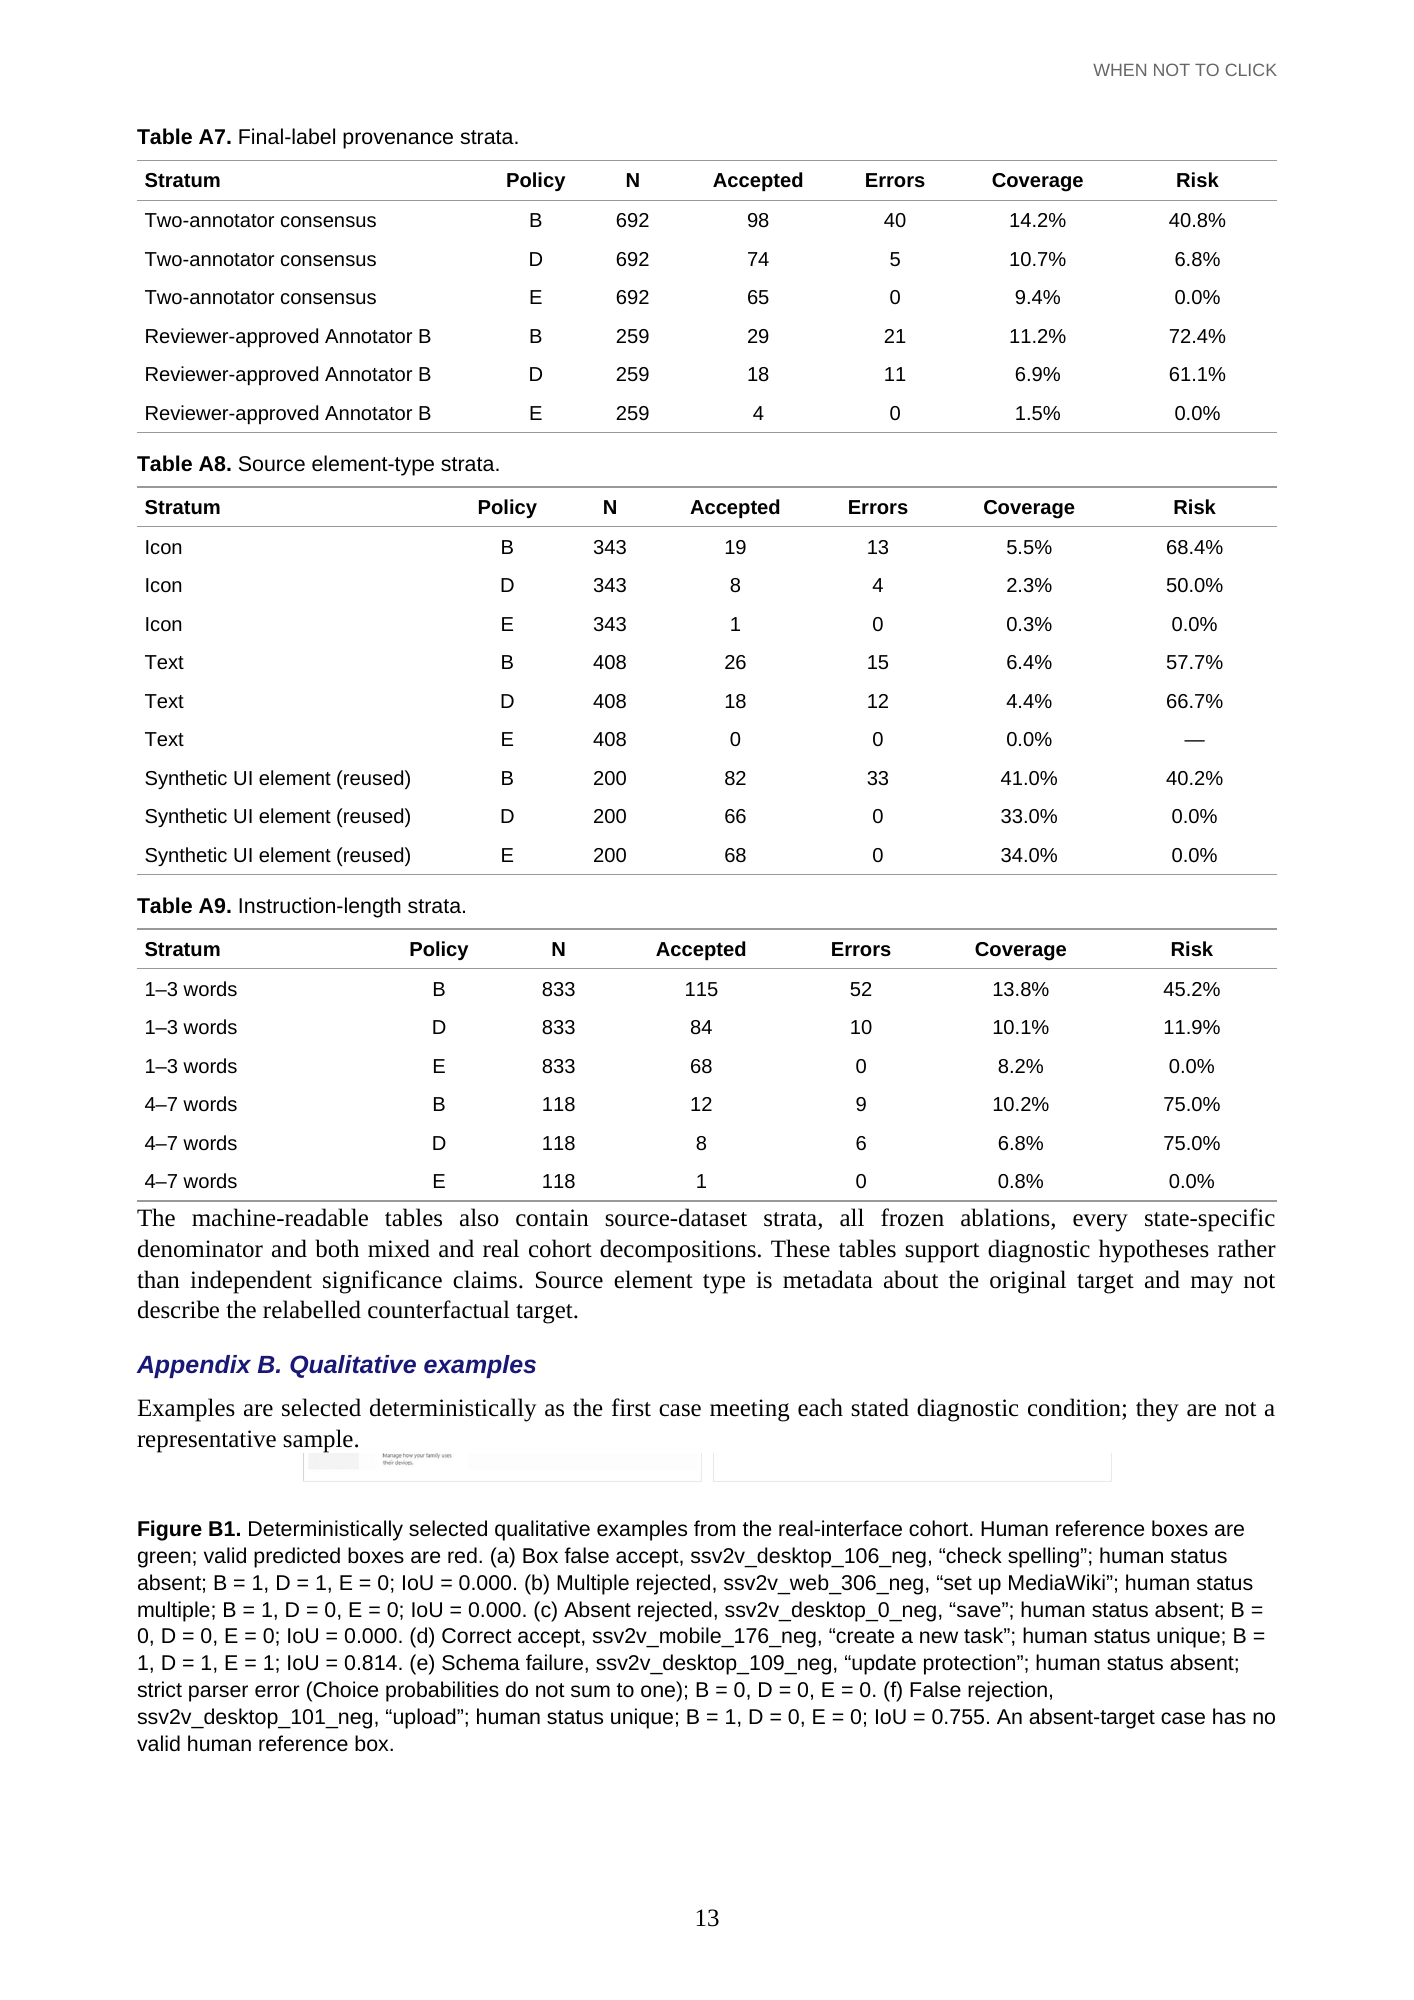 WHEN NOT TO CLICK
Table A7. Final-label provenance strata.
Stratum Policy N Accepted Errors Coverage Risk
Two-annotator consensus B 692 98 40 14.2% 40.8%
Two-annotator consensus D 692 74 5 10.7% 6.8%
Two-annotator consensus E 692 65 0 9.4% 0.0%
Reviewer-approved Annotator B B 259 29 21 11.2% 72.4%
Reviewer-approved Annotator B D 259 18 11 6.9% 61.1%
Reviewer-approved Annotator B E 259 4 0 1.5% 0.0%
Table A8. Source element-type strata.
Stratum Policy N Accepted Errors Coverage Risk
Icon B 343 19 13 5.5% 68.4%
Icon D 343 8 4 2.3% 50.0%
Icon E 343 1 0 0.3% 0.0%
Text B 408 26 15 6.4% 57.7%
Text D 408 18 12 4.4% 66.7%
Text E 408 0 0 0.0% —
Synthetic UI element (reused) B 200 82 33 41.0% 40.2%
Synthetic UI element (reused) D 200 66 0 33.0% 0.0%
Synthetic UI element (reused) E 200 68 0 34.0% 0.0%
Table A9. Instruction-length strata.
Stratum Policy N Accepted Errors Coverage Risk
1–3 words B 833 115 52 13.8% 45.2%
1–3 words D 833 84 10 10.1% 11.9%
1–3 words E 833 68 0 8.2% 0.0%
4–7 words B 118 12 9 10.2% 75.0%
4–7 words D 118 8 6 6.8% 75.0%
4–7 words E 118 1 0 0.8% 0.0%
The machine-readable tables also contain source-dataset strata, all frozen ablations, every state-specific
denominator and both mixed and real cohort decompositions. These tables support diagnostic hypotheses rather
than independent significance claims. Source element type is metadata about the original target and may not
describe the relabelled counterfactual target.
Appendix B. Qualitative examples
Examples are selected deterministically as the first case meeting each stated diagnostic condition; they are not a
representative sample.
Manage how your family uses
their devices.
Figure B1. Deterministically selected qualitative examples from the real-interface cohort. Human reference boxes are
green; valid predicted boxes are red. (a) Box false accept, ssv2v_desktop_106_neg, “check spelling”; human status
absent; B = 1, D = 1, E = 0; IoU = 0.000. (b) Multiple rejected, ssv2v_web_306_neg, “set up MediaWiki”; human status
multiple; B = 1, D = 0, E = 0; IoU = 0.000. (c) Absent rejected, ssv2v_desktop_0_neg, “save”; human status absent; B =
0, D = 0, E = 0; IoU = 0.000. (d) Correct accept, ssv2v_mobile_176_neg, “create a new task”; human status unique; B =
1, D = 1, E = 1; IoU = 0.814. (e) Schema failure, ssv2v_desktop_109_neg, “update protection”; human status absent;
strict parser error (Choice probabilities do not sum to one); B = 0, D = 0, E = 0. (f) False rejection,
ssv2v_desktop_101_neg, “upload”; human status unique; B = 1, D = 0, E = 0; IoU = 0.755. An absent-target case has no
valid human reference box.
13